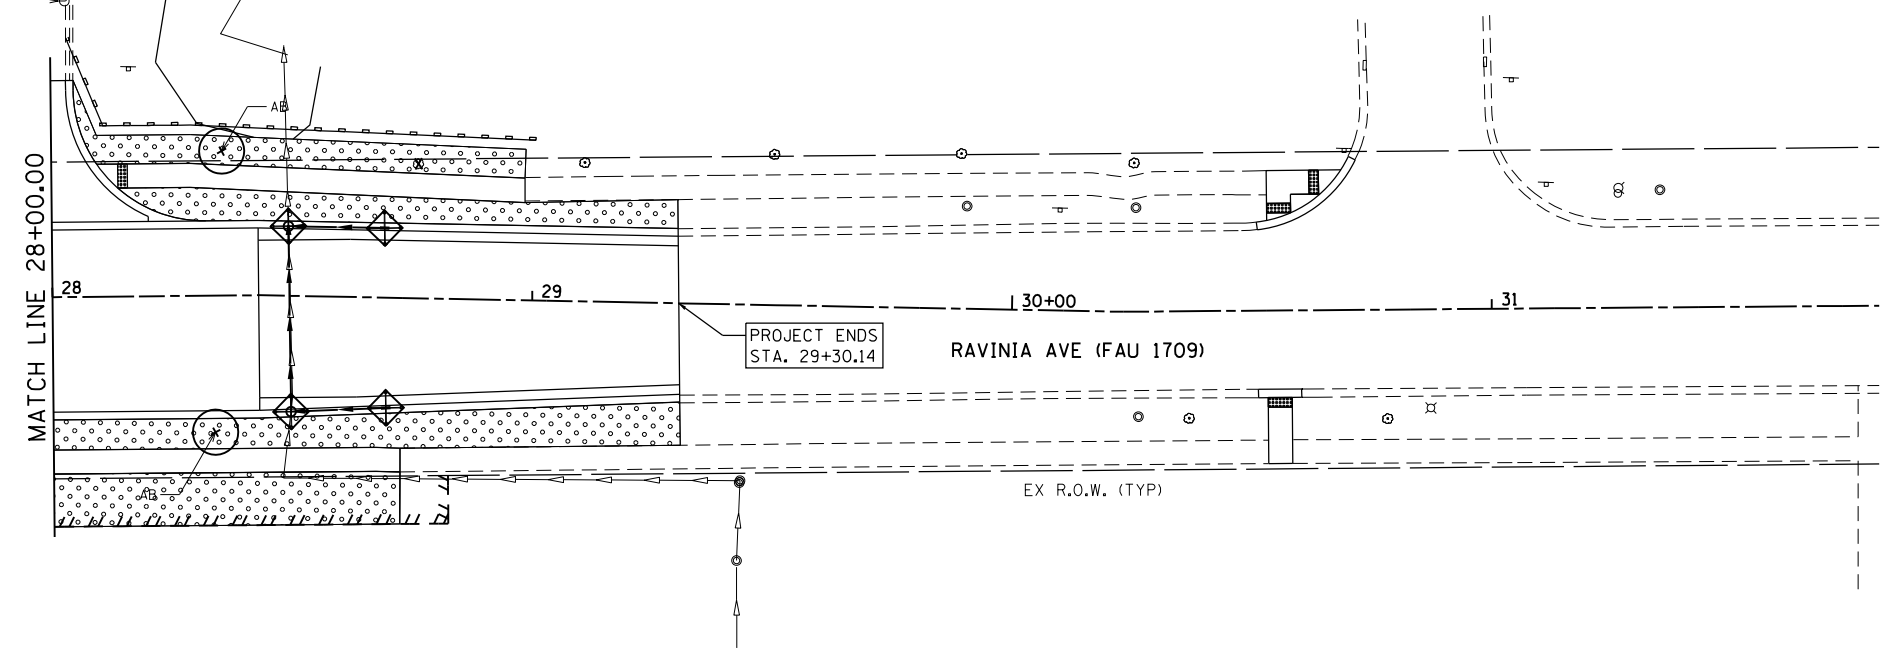 AB
MATCH LINE 28+00.00
28
29
30+00
31
PROJECT ENDS
STA. 29+30.14
RAVINIA AVE (FAU 1709)
EX R.O.W. (TYP)
AB